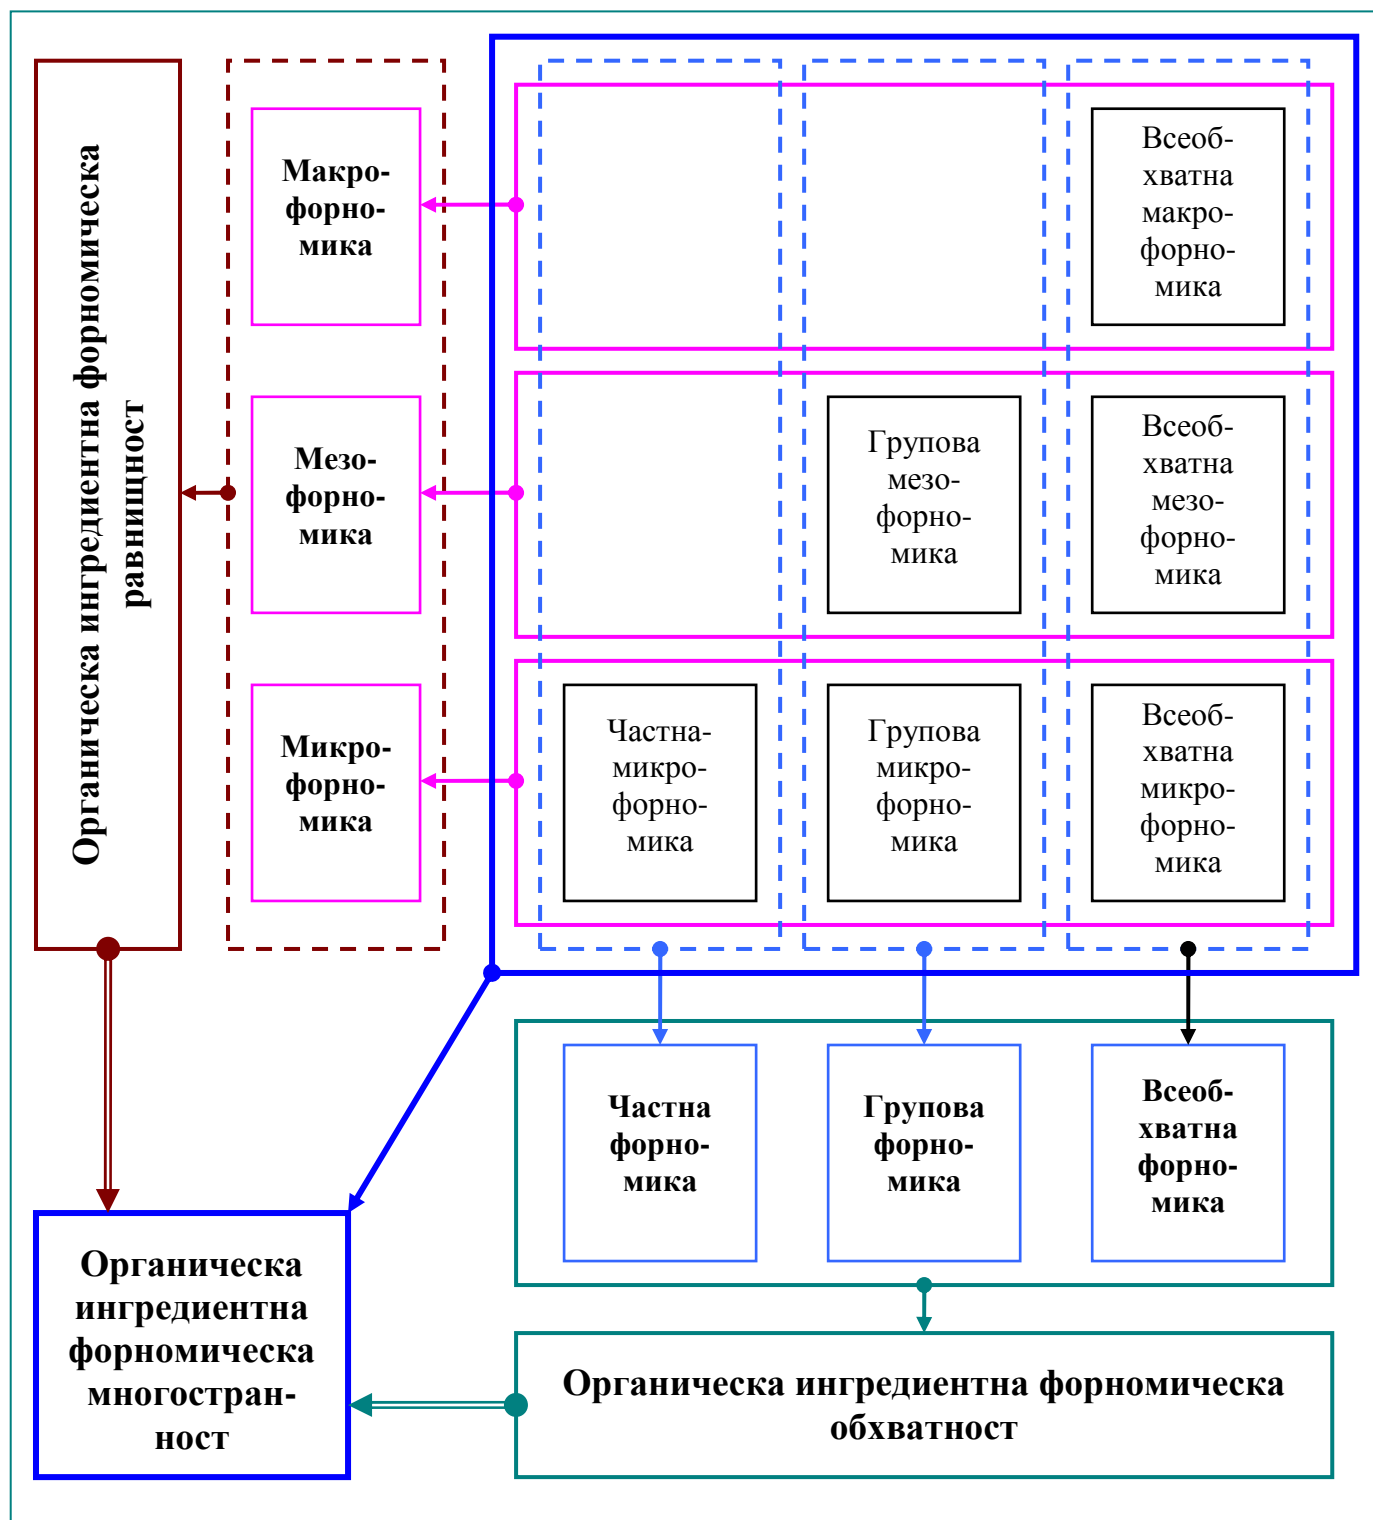 Органическа ингредиентна форномическа
равнищност
Макро-
форно-
мика
Всеоб-
хватна
макро-
форно-
мика
Мезо-
форно-
мика
Групова
мезо-
форно-
мика
Всеоб-
хватна
мезо-
форно-
мика
Микро-
форно-
мика
Частна-
микро-
форно-
мика
Групова
микро-
форно-
мика
Всеоб-
хватна
микро-
форно-
мика
Частна
форно-
мика
Групова
форно-
мика
Всеоб-
хватна
форно-
мика
Органическа
ингредиентна
форномическа
многостран-
ност
Органическа ингредиентна форномическа
обхватност